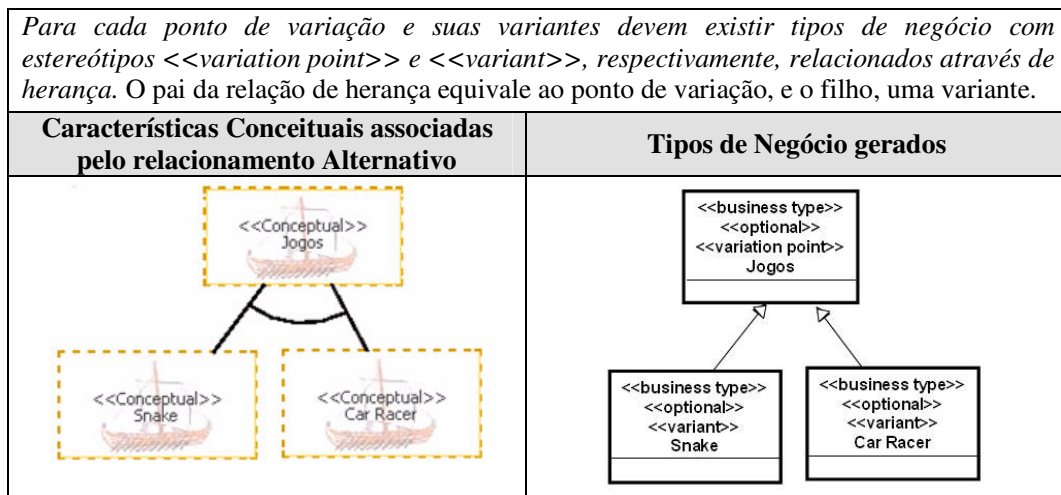 Para cada ponto de variação e suas variantes devem existir tipos de negócio com
estereótipos <<variation point>> e <<variant>>, respectivamente, relacionados através de
herança. O pai da relação de herança equivale ao ponto de variação, e o filho, uma variante.
Características Conceituais associadas
pelo relacionamento Alternativo
Tipos de Negócio gerados
<<Conceptual>>
Jogos
<<Conceptual>>
Snake
<<Conceptual>>
Car Racer
<<business type>>
<<optional>>
<<variation point>>
Jogos
<<business type>>
<<optional>>
<<variant>>
Snake
<<business type>>
<<optional>>
<<variant>>
Car Racer